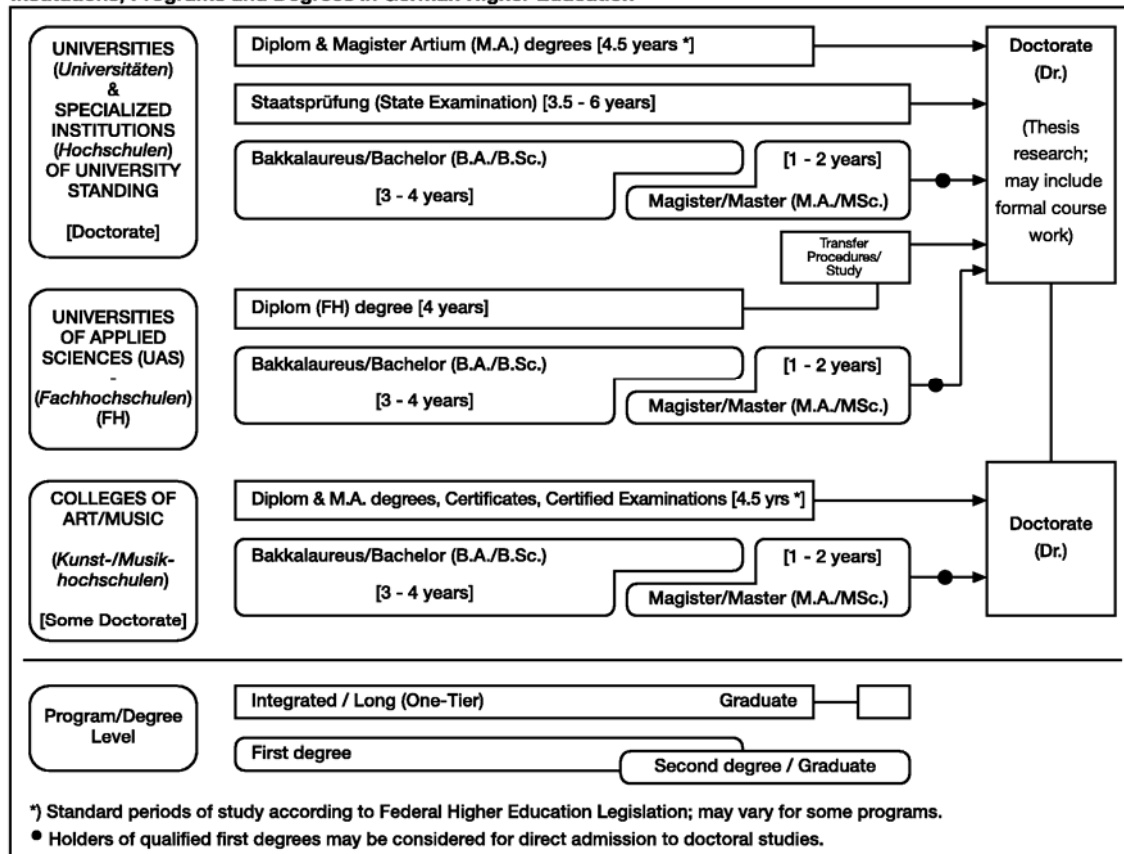 UNIVERSITIES
(Universitäten)
&
SPECIALIZED
INSTITUTIONS
(Hochschulen)
OF UNIVERSITY
STANDING
[Doctorate]
Diplom & Magister Artium (M.A.) degrees [4.5 years *]
Staatsprüfung (State Examination) [3.5 - 6 years]
Bakkalaureus/Bachelor (B.A./B.Sc.)
[3 - 4 years]
[1 - 2 years]
Magister/Master (M.A./MSc.)
Transfer
Procedures/
Study
Doctorate
(Dr.)
(Thesis
research;
may include
formal course
work)
UNIVERSITIES
OF APPLIED
SCIENCES (UAS)
-
(Fachhochschulen)
(FH)
Diplom (FH) degree [4 years]
Bakkalaureus/Bachelor (B.A./B.Sc.)
[3 - 4 years]
[1 - 2 years]
Magister/Master (M.A./MSc.)
COLLEGES OF
ART/MUSIC
(Kunst-/Musik-
hochschulen)
[Some Doctorate]
Diplom & M.A. degrees, Certificates, Certified Examinations [4.5 yrs *]
Bakkalaureus/Bachelor (B.A./B.Sc.)
[3 - 4 years]
[1 - 2 years]
Magister/Master (M.A./MSc.)
Doctorate
(Dr.)
Program/Degree
Level
Integrated / Long (One-Tier) Graduate
First degree
Second degree / Graduate
*) Standard periods of study according to Federal Higher Education Legislation; may vary for some programs.
● Holders of qualified first degrees may be considered for direct admission to doctoral studies.